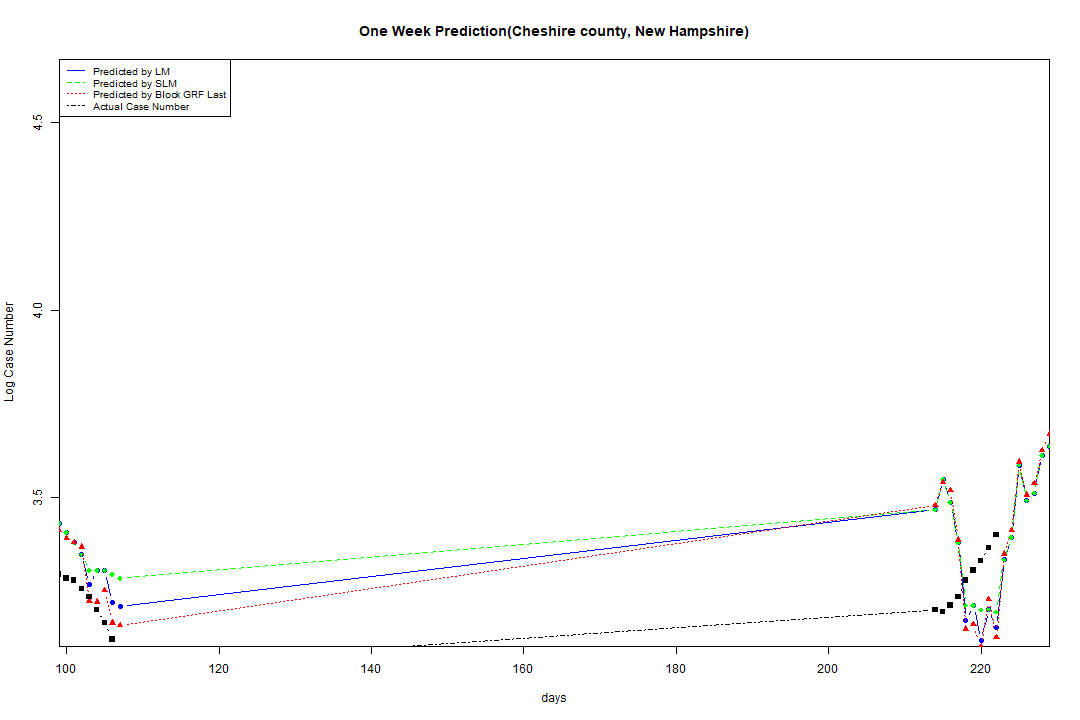 One Week Prediction(Cheshire county, New Hampshire)
Predicted by LM
Predicted by SLM
Predicted by Block GRF Last
Actual Case Number
4.5
4.0
3.5
Log Case Number
100 120 140 160 180 200 220
days